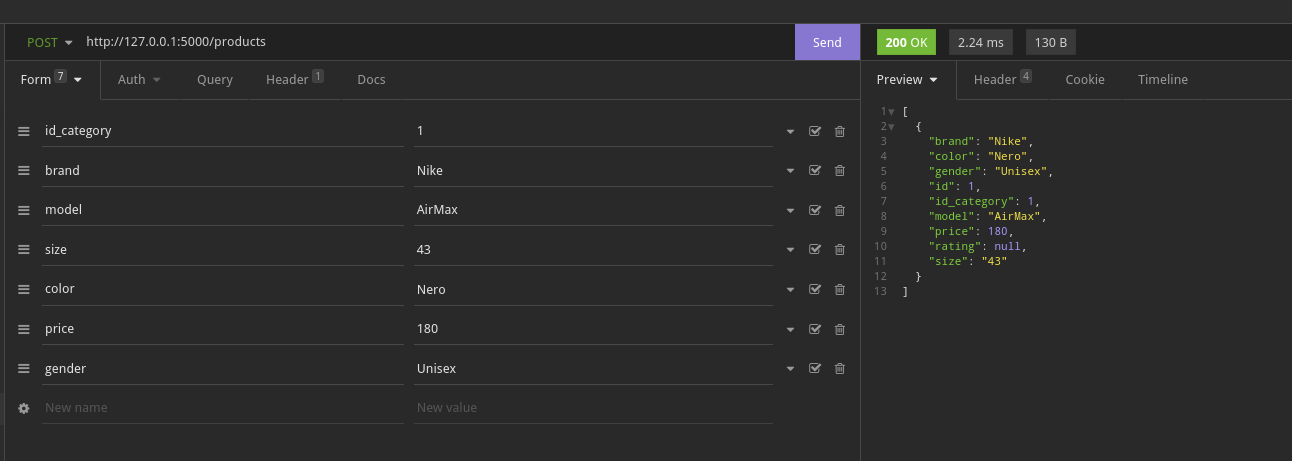 POST http://127.0.0.1:5000/products Send 200 OK 2.24 ms 130 B
Form 7 Auth Query Header 1 Docs Preview Header 4 Cookie Timeline
id_category 1
brand Nike
model AirMax
size 43
color Nero
price 180
gender Unisex
New name New value
1 [
2 {
3 "brand": "Nike",
4 "color": "Nero",
5 "gender": "Unisex",
6 "id": 1,
7 "id_category": 1,
8 "model": "AirMax",
9 "price": 180,
10 "rating": null,
11 "size": "43"
12 }
13 ]